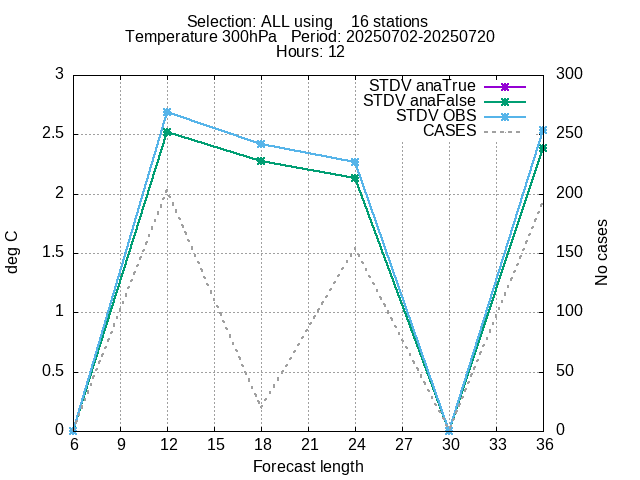 Selection: ALL using    16 stations
Temperature 300hPa   Period: 20250702-20250720
Hours: 12
STDV anaTrue
STDV anaFalse
STDV OBS
CASES
3
2.5
2
1.5
1
0.5
0
300
250
200
150
100
50
0
deg C
No cases
6 9 12 15 18 21 24 27 30 33 36
Forecast length